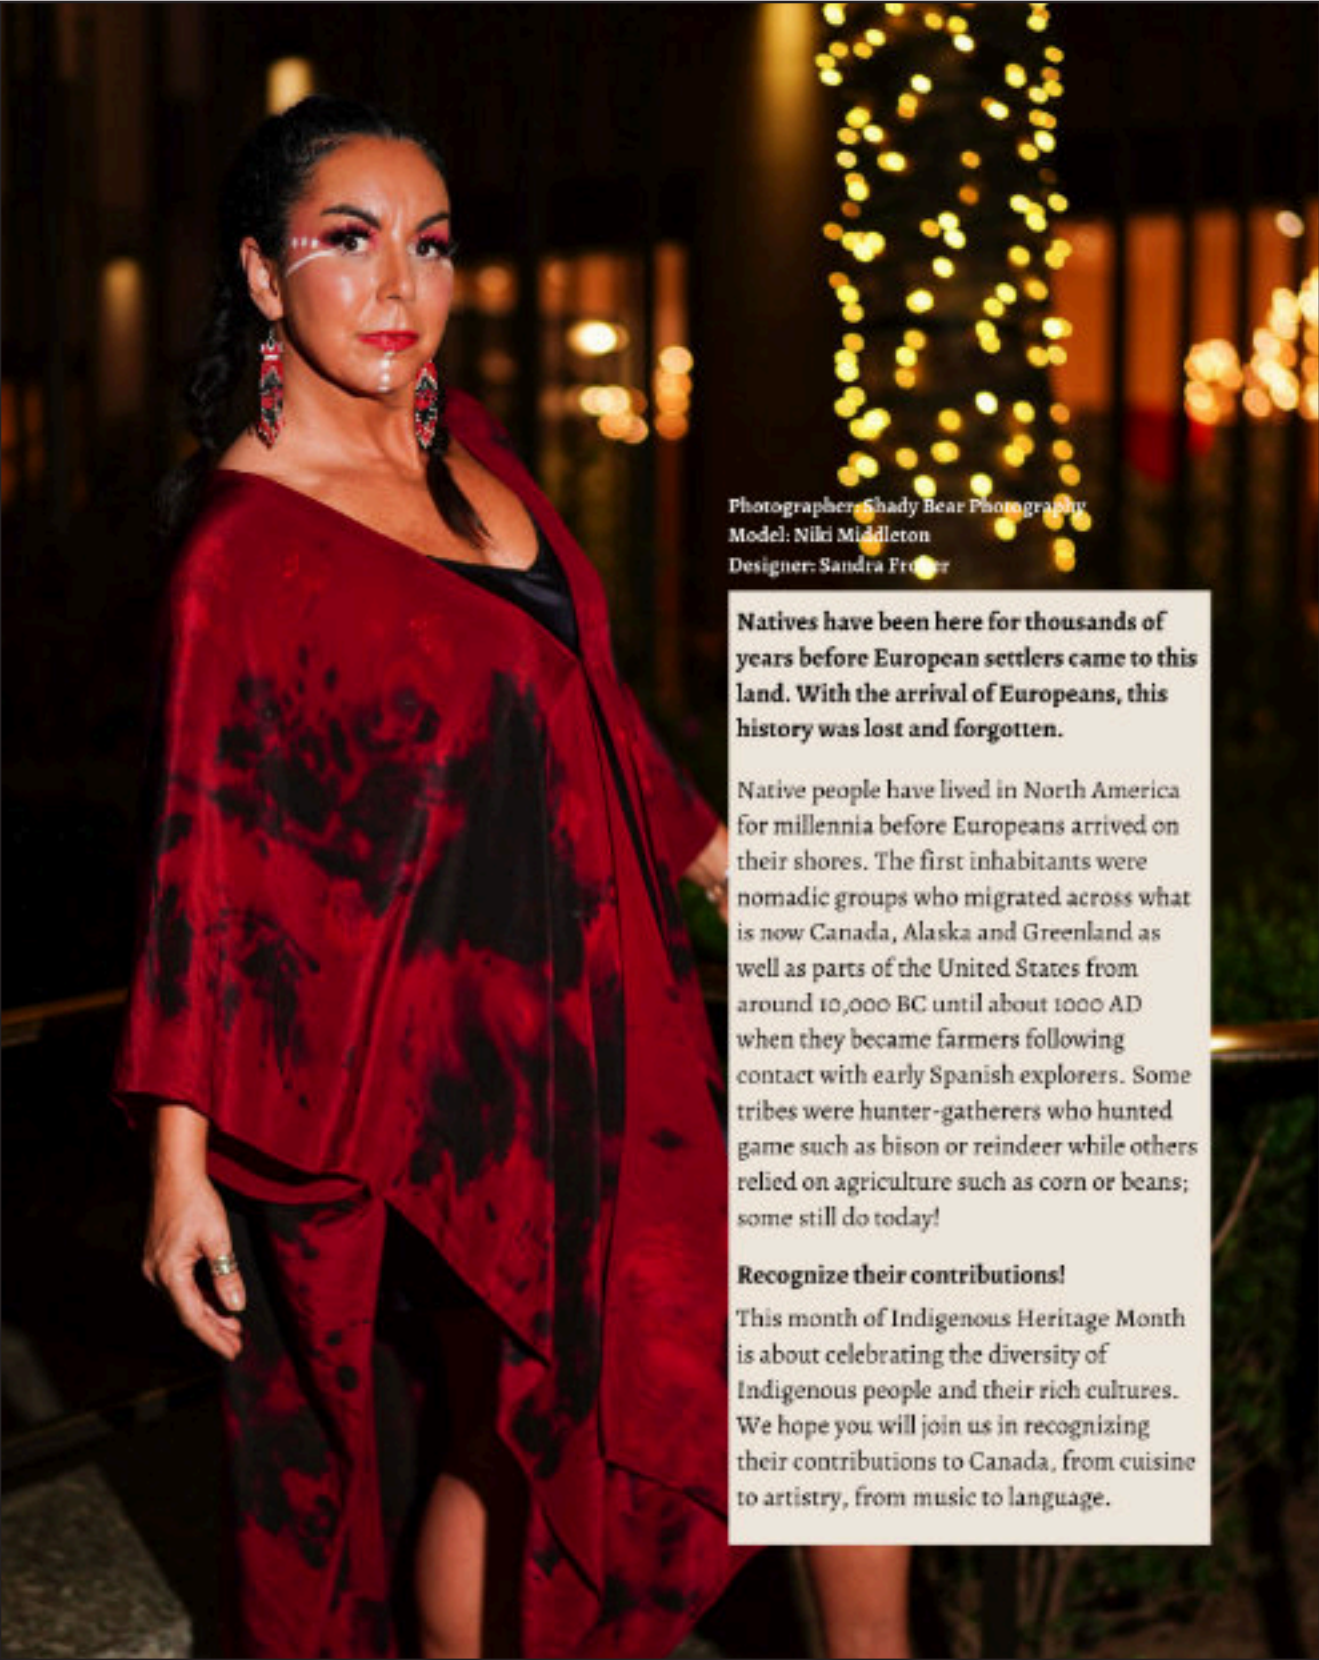 Photographer: Shady Bear Photography
Model: Niki Middleton
Designer: Sandra
Natives have been here for thousands of
years before European settlers came to this
land. With the arrival of Europeans, this
history was lost and forgotten.
Native people have lived in North America
for millennia before Europeans arrived on
their shores. The first inhabitants were
nomadic groups who migrated across what
is now Canada, Alaska and Greenland as
well as parts of the United States from
around 10,000 BC until about 1000 AD
when they became farmers following
contact with early Spanish explorers. Some
tribes were hunter-gatherers who hunted
game such as bison or reindeer while others
relied on agriculture such as corn or beans;
some still do today!
Recognize their contributions!
This month of Indigenous Heritage Month
is about celebrating the diversity of
Indigenous people and their rich cultures.
We hope you will join us in recognizing
their contributions to Canada, from cuisine
to artistry, from music to language.